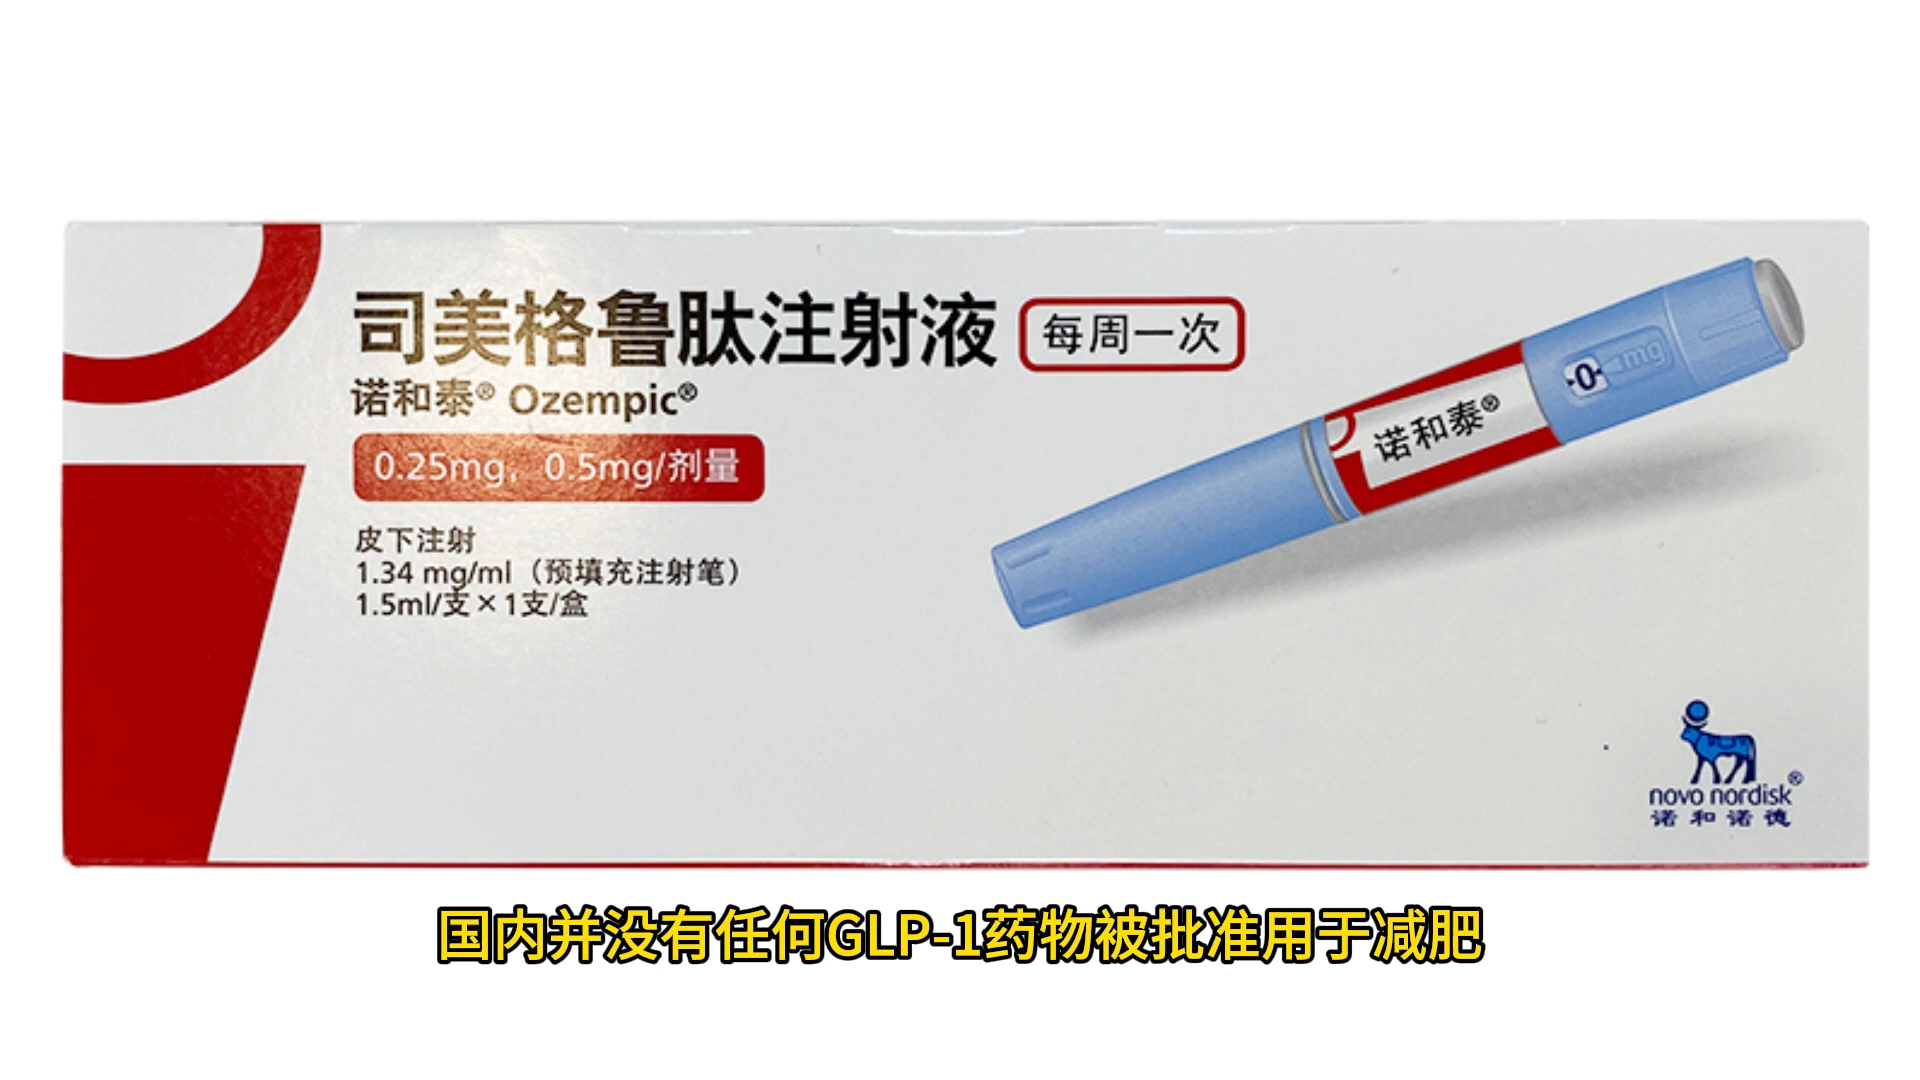 司美格鲁肽注射液 每周一次
诺和泰® Ozempic®
0.25mg，0.5mg/剂量
皮下注射
1.34 mg/ml（预填充注射笔）
1.5ml/支×1支/盒
诺和泰®
0 mg
novo nordisk®
诺和诺德
国内并没有任何GLP-1药物被批准用于减肥